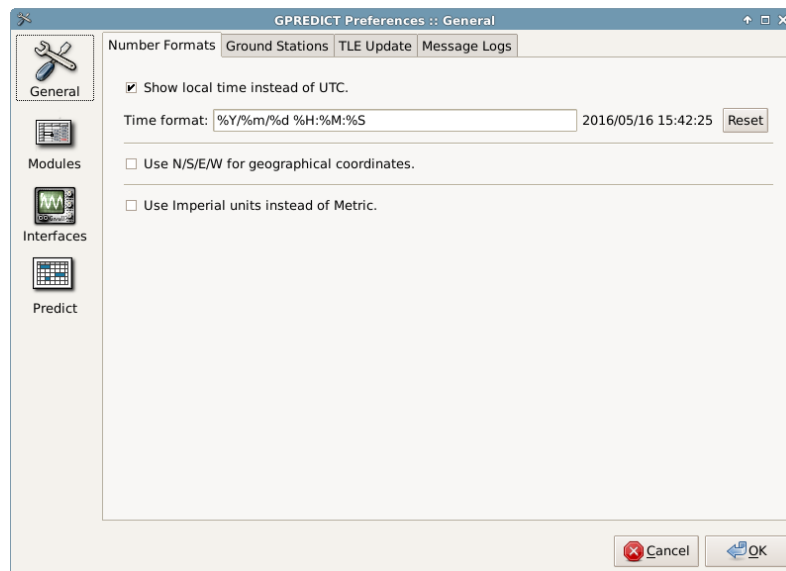 GPREDICT Preferences :: General
General
Modules
Interfaces
Predict
Number Formats Ground Stations TLE Update Message Logs
Show local time instead of UTC.
Time format: %Y/%m/%d %H:%M:%S 2016/05/16 15:42:25 Reset
Use N/S/E/W for geographical coordinates.
Use Imperial units instead of Metric.
Cancel OK